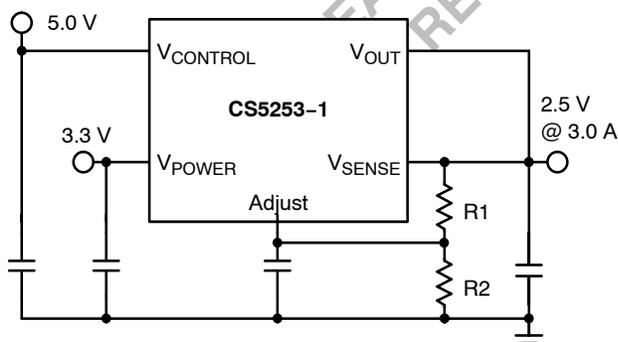 5.0 V
VCONTROL
VOUT
CS5253−1
2.5 V
@ 3.0 A
3.3 V
VPOWER
VSENSE
Adjust
R1
R2